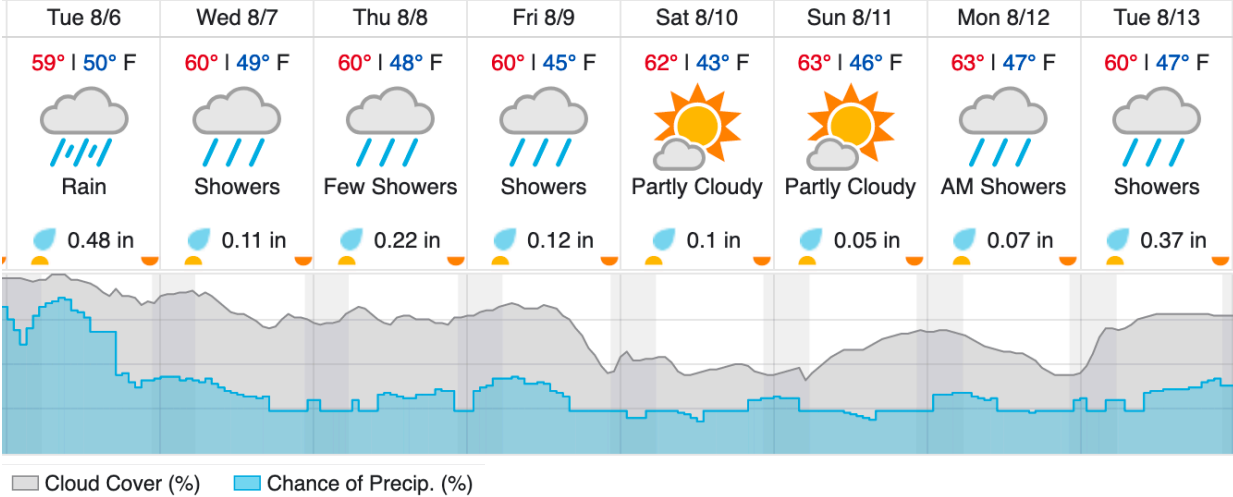 Tue 8/6 Wed 8/7 Thu 8/8 Fri 8/9 Sat 8/10 Sun 8/11 Mon 8/12 Tue 8/13
59° | 50° F 60° | 49° F 60° | 48° F 60° | 45° F 62° | 43° F 63° | 46° F 63° | 47° F 60° | 47° F
Rain Showers Few Showers Showers Partly Cloudy Partly Cloudy AM Showers Showers
0.48 in 0.11 in 0.22 in 0.12 in 0.1 in 0.05 in 0.07 in 0.37 in
Cloud Cover (%) Chance of Precip. (%)